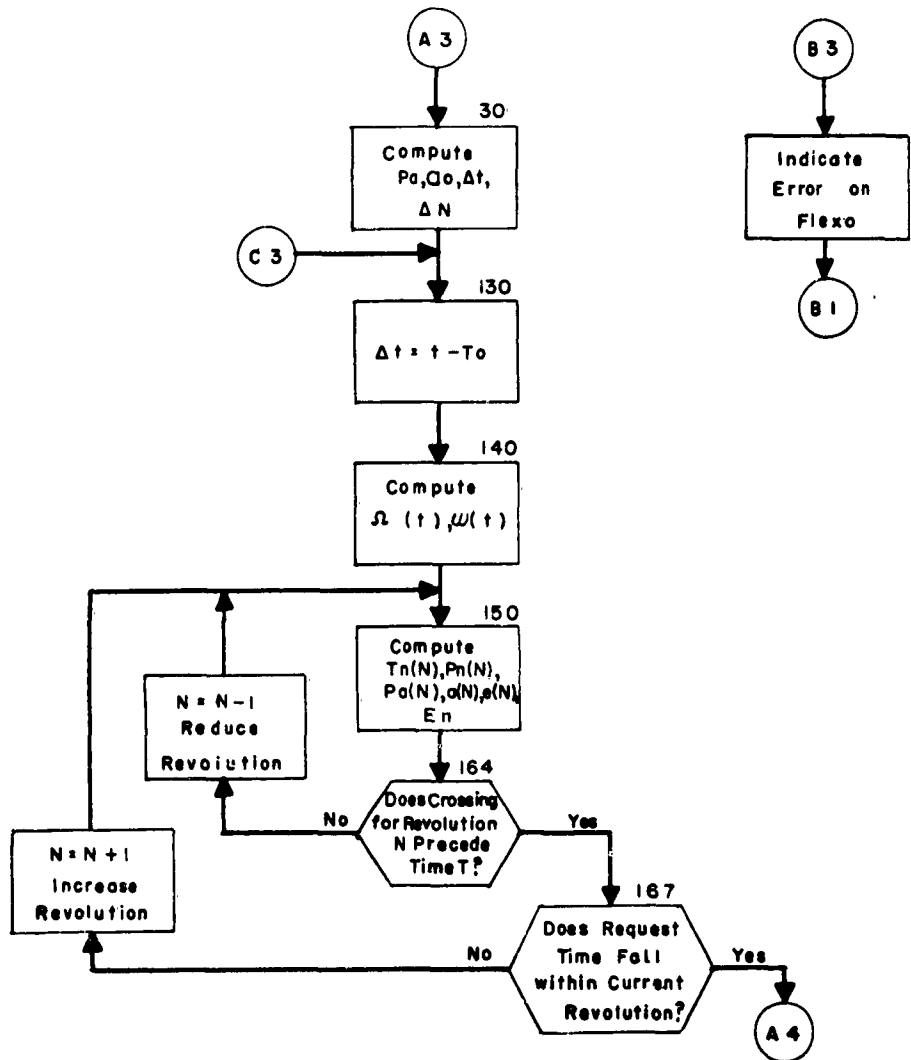 A 3
30
Compute
Pa,ao,Δt,
ΔN
C 3
130
Δt = t-To
140
Compute
Ω (t),ω(t)
150
Compute
Tn(N),Pn(N),
Pa(N),a(N),e(N),
En
N = N-1
Reduce
Revolution
164
Does Crossing
for Revolution
N Precede
Time T?
No
Yes
N = N + 1
Increase
Revolution
167
Does Request
Time Fall
within Current
Revolution?
No
Yes
A 4
B 3
Indicate
Error on
Flexo
B 1